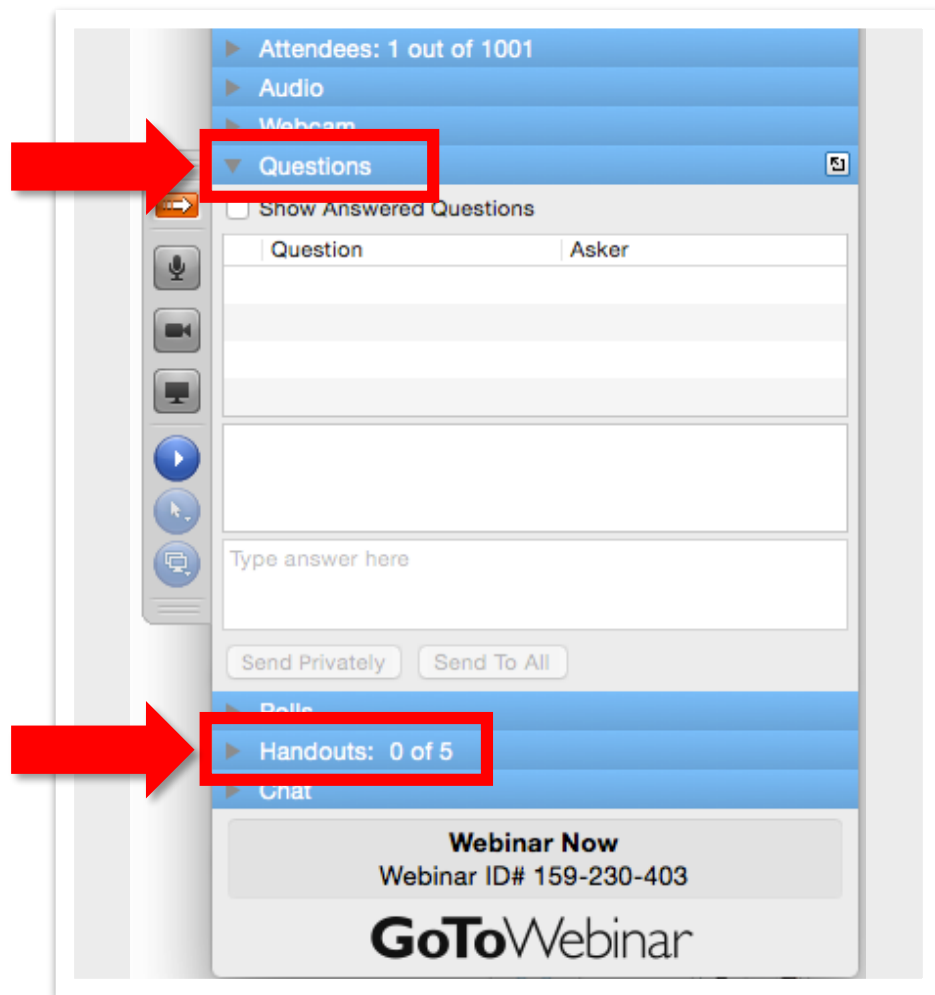 Attendees: 1 out of 1001
Audio
Webcam
Questions
Show Answered Questions
Question Asker
Type answer here
Send Privately Send To All
Polls
Handouts: 0 of 5
Chat
Webinar Now
Webinar ID# 159-230-403
GoToWebinar